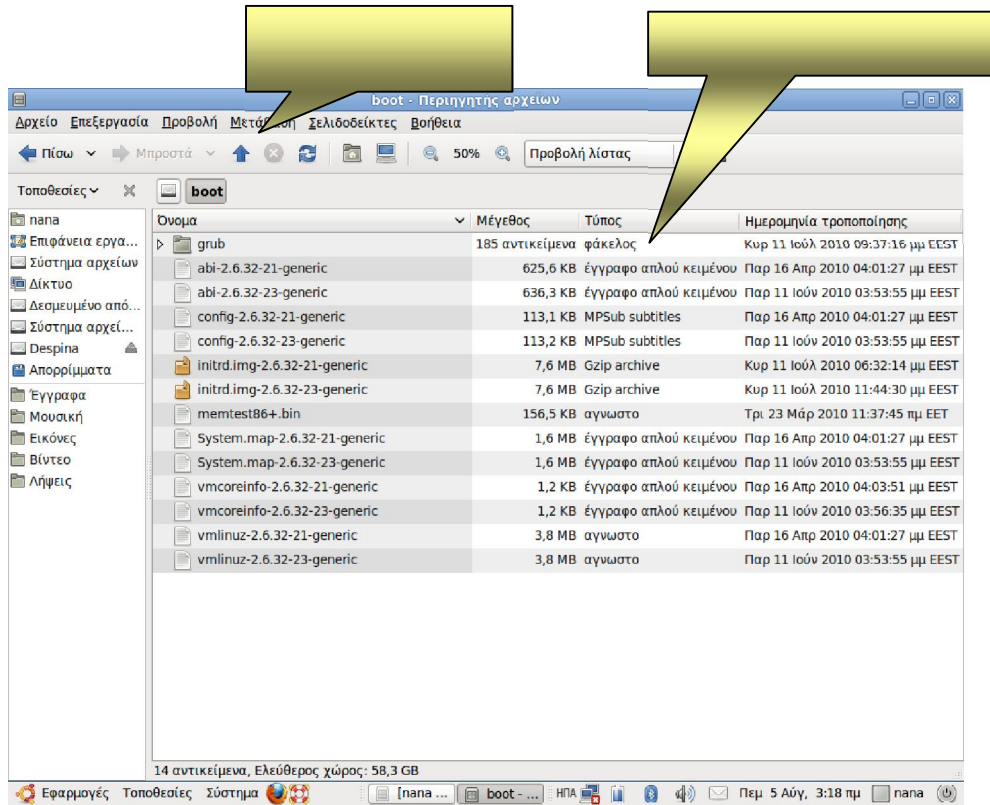 boot - Περιηγητής αρχείων
Αρχείο Επεξεργασία Προβολή Σελιδοδείκτες Βοήθεια
Πίσω Μπροστά 50% Προβολή λίστας
Τοποθεσίες boot
nana
Επιφάνεια εργα...
Σύστημα αρχείων
Δίκτυο
Δεσμευμένο από...
Σύστημα αρχεί...
Despina
Απορρίμματα
Έγγραφα
Μουσική
Εικόνες
Βίντεο
Λήψεις
Όνομα Μέγεθος Τύπος Ημερομηνία τροποποίησης
grub 185 αντικείμενα φάκελος Κυρ 11 Ιούλ 2010 09:37:16 μμ EEST
abi-2.6.32-21-generic 625,6 KB έγγραφο απλού κειμένου Παρ 16 Απρ 2010 04:01:27 μμ EEST
abi-2.6.32-23-generic 636,3 KB έγγραφο απλού κειμένου Παρ 11 Ιούν 2010 03:53:55 μμ EEST
config-2.6.32-21-generic 113,1 KB MPSub subtitles Παρ 16 Απρ 2010 04:01:27 μμ EEST
config-2.6.32-23-generic 113,2 KB MPSub subtitles Παρ 11 Ιούν 2010 03:53:55 μμ EEST
initrd.img-2.6.32-21-generic 7,6 MB Gzip archive Κυρ 11 Ιούλ 2010 06:32:14 μμ EEST
initrd.img-2.6.32-23-generic 7,6 MB Gzip archive Κυρ 11 Ιούλ 2010 11:44:30 μμ EEST
memtest86+.bin 156,5 KB αγνωστο Τρι 23 Μάρ 2010 11:37:45 πμ EET
System.map-2.6.32-21-generic 1,6 MB έγγραφο απλού κειμένου Παρ 16 Απρ 2010 04:01:27 μμ EEST
System.map-2.6.32-23-generic 1,6 MB έγγραφο απλού κειμένου Παρ 11 Ιούν 2010 03:53:55 μμ EEST
vmcoreinfo-2.6.32-21-generic 1,2 KB έγγραφο απλού κειμένου Παρ 16 Απρ 2010 04:03:51 μμ EEST
vmcoreinfo-2.6.32-23-generic 1,2 KB έγγραφο απλού κειμένου Παρ 11 Ιούν 2010 03:56:35 μμ EEST
vmlinuz-2.6.32-21-generic 3,8 MB αγνωστο Παρ 16 Απρ 2010 04:01:27 μμ EEST
vmlinuz-2.6.32-23-generic 3,8 MB αγνωστο Παρ 11 Ιούν 2010 03:53:55 μμ EEST
14 αντικείμενα, Ελεύθερος χώρος: 58,3 GB
Εφαρμογές Τοποθεσίες Σύστημα [nana ... boot - ... ΗΠΑ Πεμ 5 Αύγ, 3:18 πμ nana